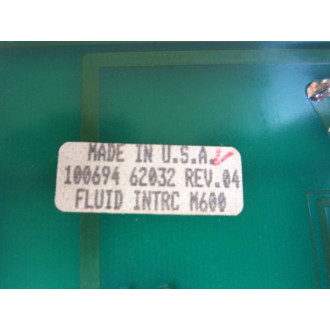 MADE IN U.S.A.
100694 62032 REV.04
FLUID INTRC M600